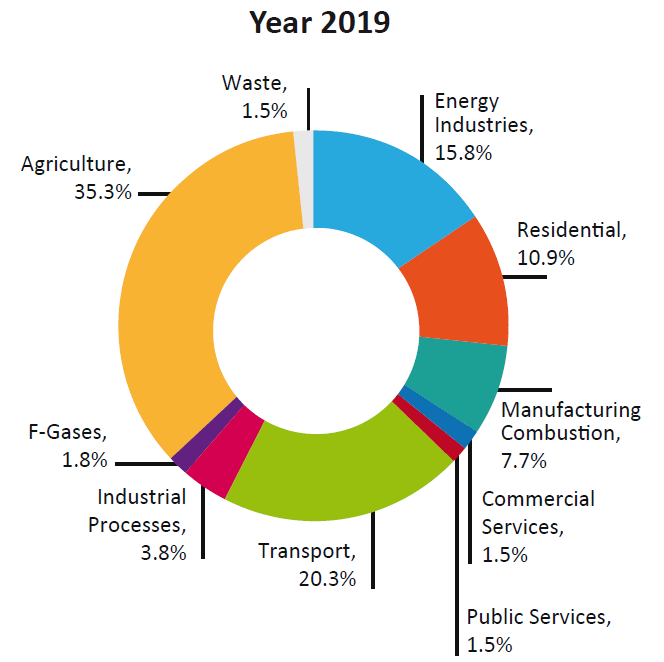 Year 2019
Waste,
1.5%
Energy
Industries,
15.8%
Agriculture,
35.3%
Residential,
10.9%
Manufacturing
Combustion,
7.7%
F-Gases,
1.8%
Industrial
Processes,
3.8%
Commercial
Services,
1.5%
Transport,
20.3%
Public Services,
1.5%